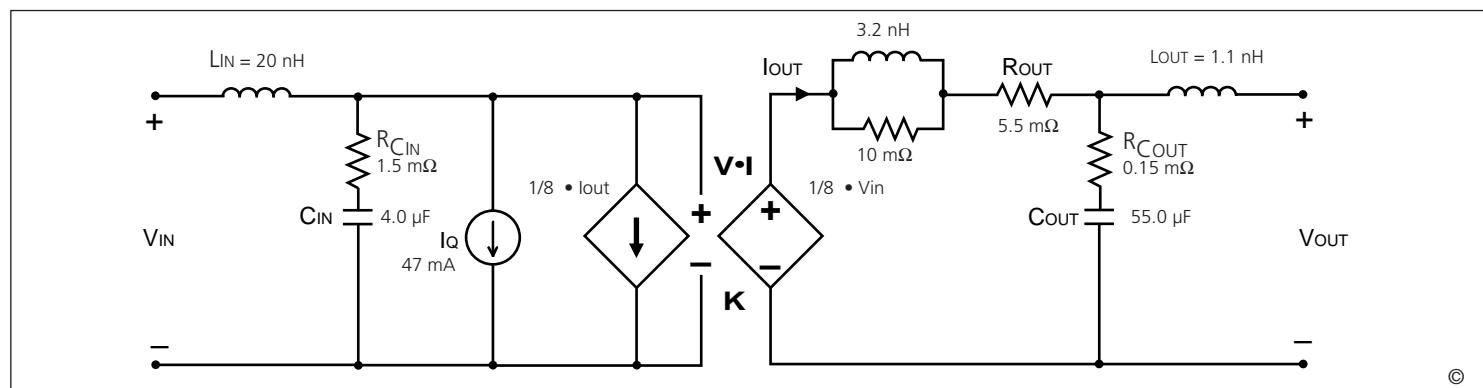 LIN = 20 nH
+
–
VIN
RCIN
1.5 mΩ
CIN
4.0 µF
IQ
47 mA
1/8 • Iout
+
–
V•I
K
+
–
1/8 • Vin
IOUT
3.2 nH
10 mΩ
ROUT
5.5 mΩ
RCOUT
0.15 mΩ
COUT
55.0 µF
LOUT = 1.1 nH
+
–
VOUT
©